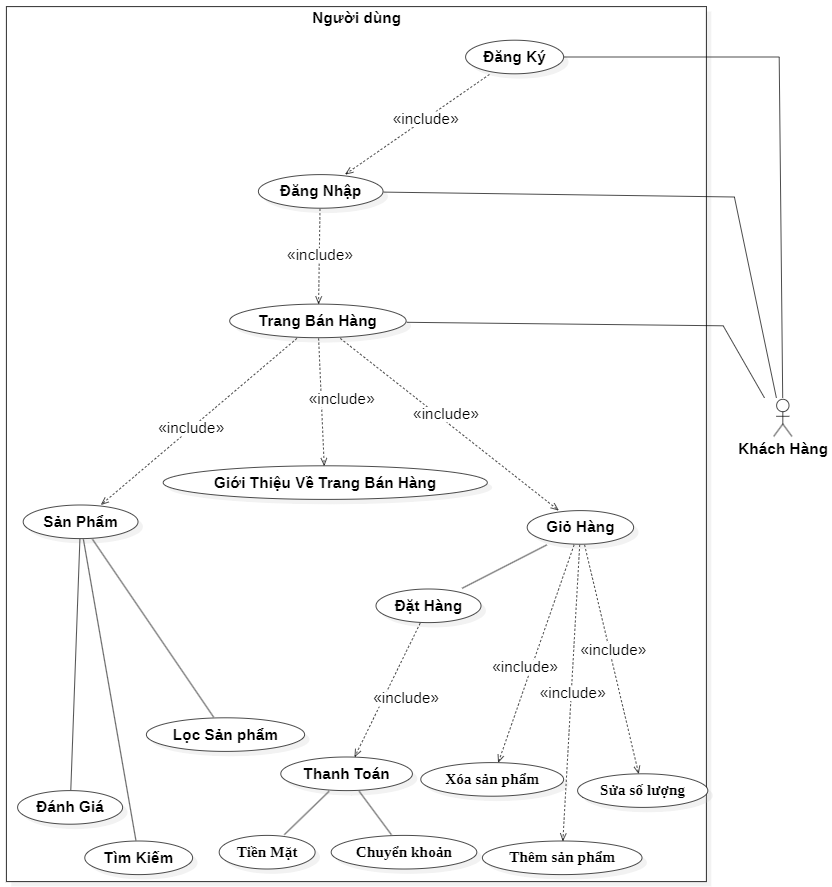 Người dùng
Đăng Ký
«include»
Đăng Nhập
«include»
Trang Bán Hàng
«include»
«include»
«include»
Khách Hàng
Giới Thiệu Về Trang Bán Hàng
Sản Phẩm
Giỏ Hàng
Đặt Hàng
«include»
«include»
«include»
«include»
Lọc Sản phẩm
Thanh Toán
Xóa sản phẩm
Sửa số lượng
Đánh Giá
Tìm Kiếm
Tiền Mặt
Chuyển khoản
Thêm sản phẩm